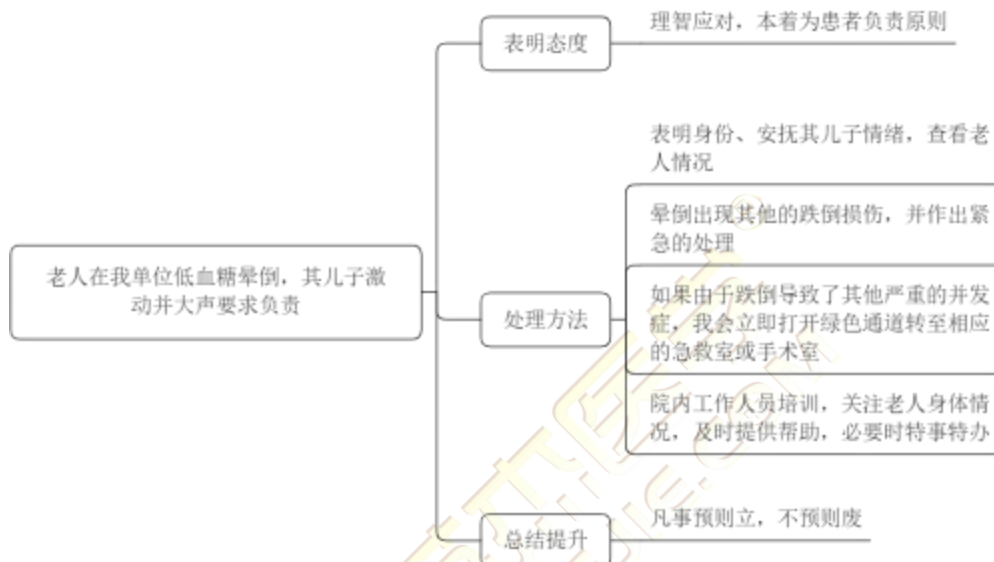 表明态度
理智应对，本着为患者负责原则
老人在我单位低血糖晕倒，其儿子激
动并大声要求负责
处理方法
表明身份、安抚其儿子情绪，查看老
人情况
晕倒出现其他的跌倒损伤，并作出紧
急的处理
如果由于跌倒导致了其他严重的并发
症，我会立即打开绿色通道转至相应
的急救室或手术室
院内工作人员培训，关注老人身体情
况，及时提供帮助，必要时特事特办
总结提升
凡事预则立，不预则废